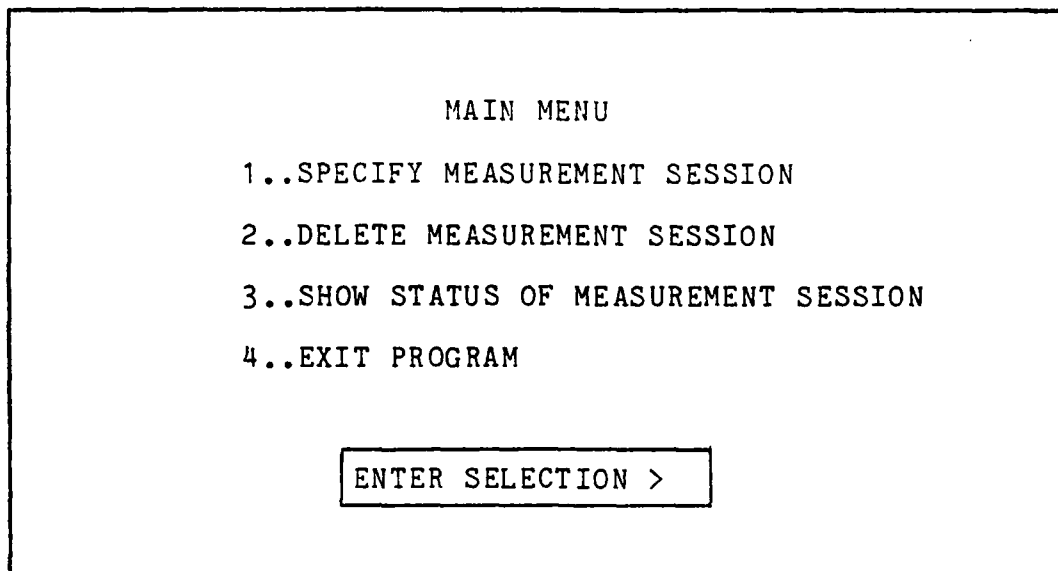 MAIN MENU
1..SPECIFY MEASUREMENT SESSION
2..DELETE MEASUREMENT SESSION
3..SHOW STATUS OF MEASUREMENT SESSION
4..EXIT PROGRAM
ENTER SELECTION >